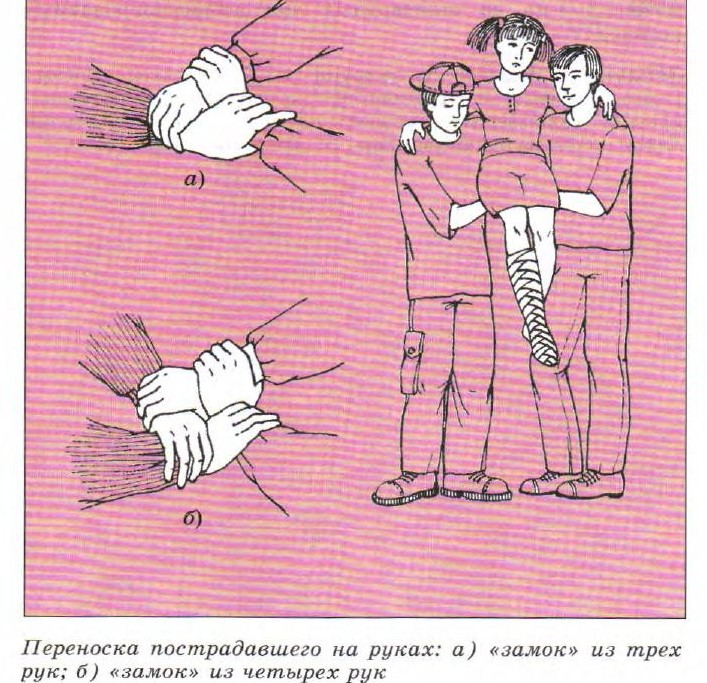 а)
б)
Переноска пострадавшего на руках: а) «замок» из трех
рук; б) «замок» из четырех рук